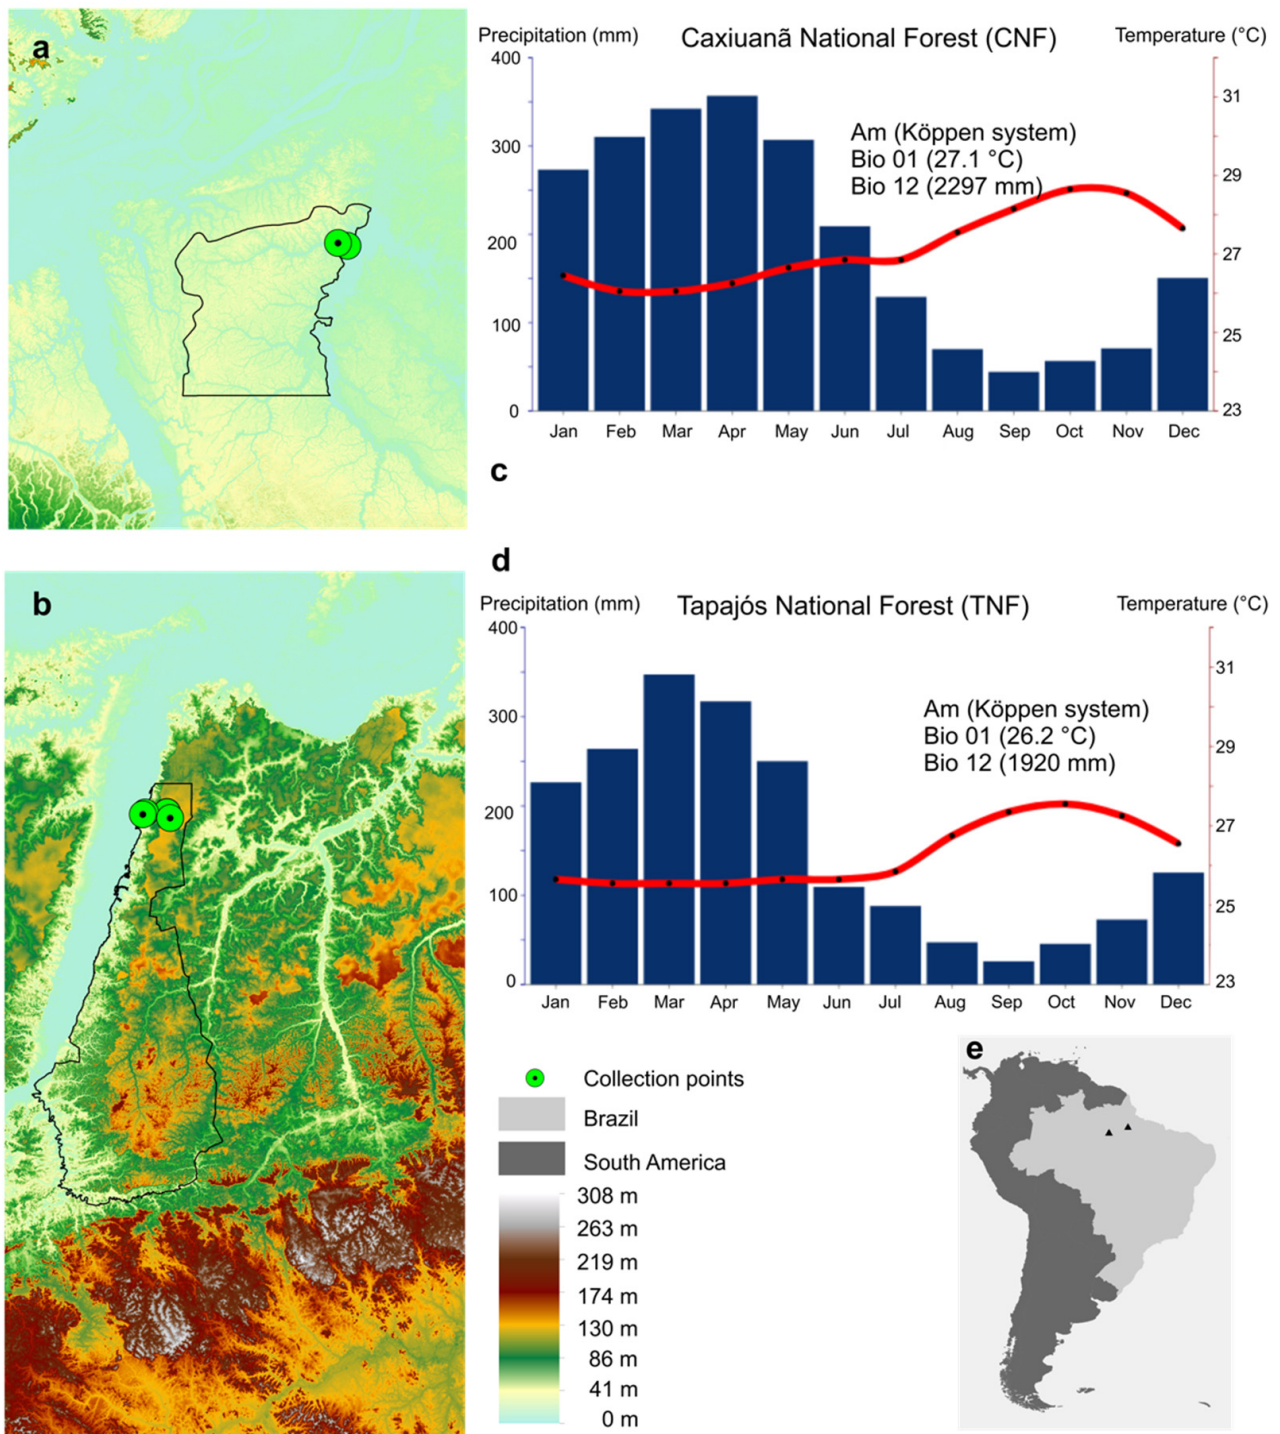 a
Precipitation (mm)
Caxiuanã National Forest (CNF)
Temperature (°C)
400
300
200
100
0
Am (Köppen system)
Bio 01 (27.1 °C)
Bio 12 (2297 mm)
31
29
27
25
23
Jan Feb Mar Apr May Jun Jul Aug Sep Oct Nov Dec
c
b
d
Precipitation (mm)
Tapajós National Forest (TNF)
Temperature (°C)
400
300
200
100
0
Am (Köppen system)
Bio 01 (26.2 °C)
Bio 12 (1920 mm)
31
29
27
25
23
Jan Feb Mar Apr May Jun Jul Aug Sep Oct Nov Dec
Collection points
Brazil
South America
308 m
263 m
219 m
174 m
130 m
86 m
41 m
0 m
e